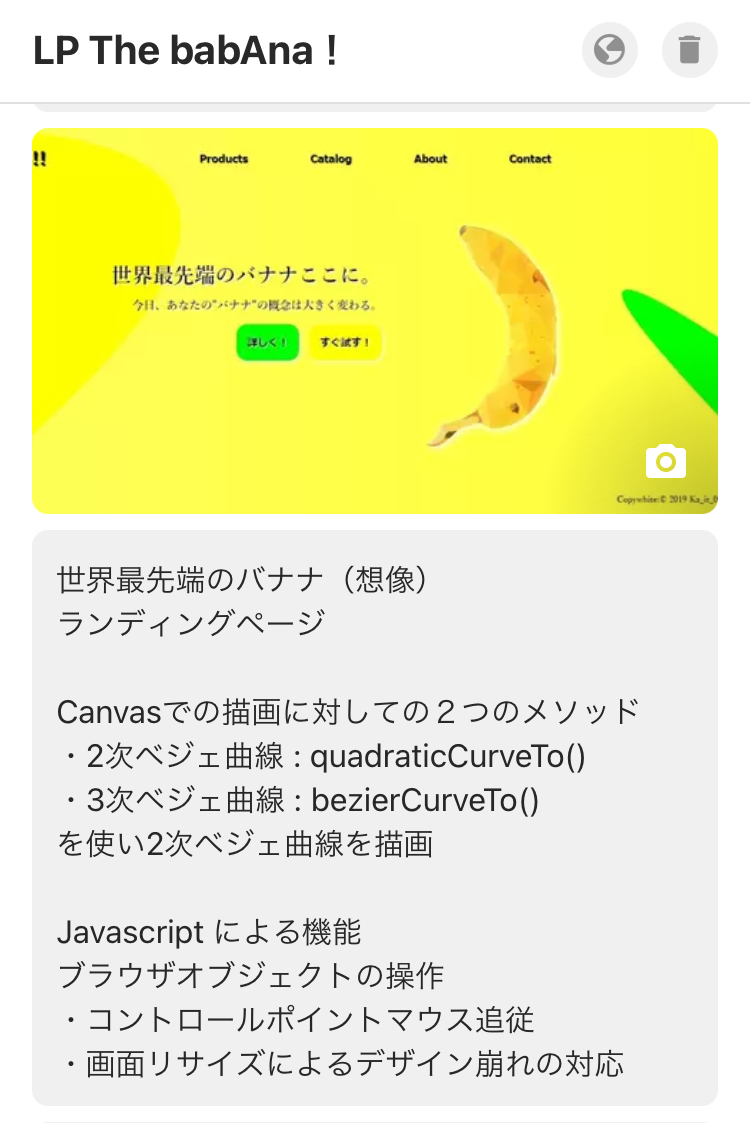 LP The babAna！
!!
Products Catalog About Contact
世界最先端のバナナここに。
今日、あなたの"バナナ"の概念は大きく変わる。
詳しく！ すぐ試す！
Copywhite:© 2019 Ka_it_0
世界最先端のバナナ（想像）
ランディングページ
Canvasでの描画に対しての２つのメソッド
・2次ベジェ曲線 : quadraticCurveTo()
・3次ベジェ曲線 : bezierCurveTo()
を使い2次ベジェ曲線を描画
Javascript による機能
ブラウザオブジェクトの操作
・コントロールポイントマウス追従
・画面リサイズによるデザイン崩れの対応